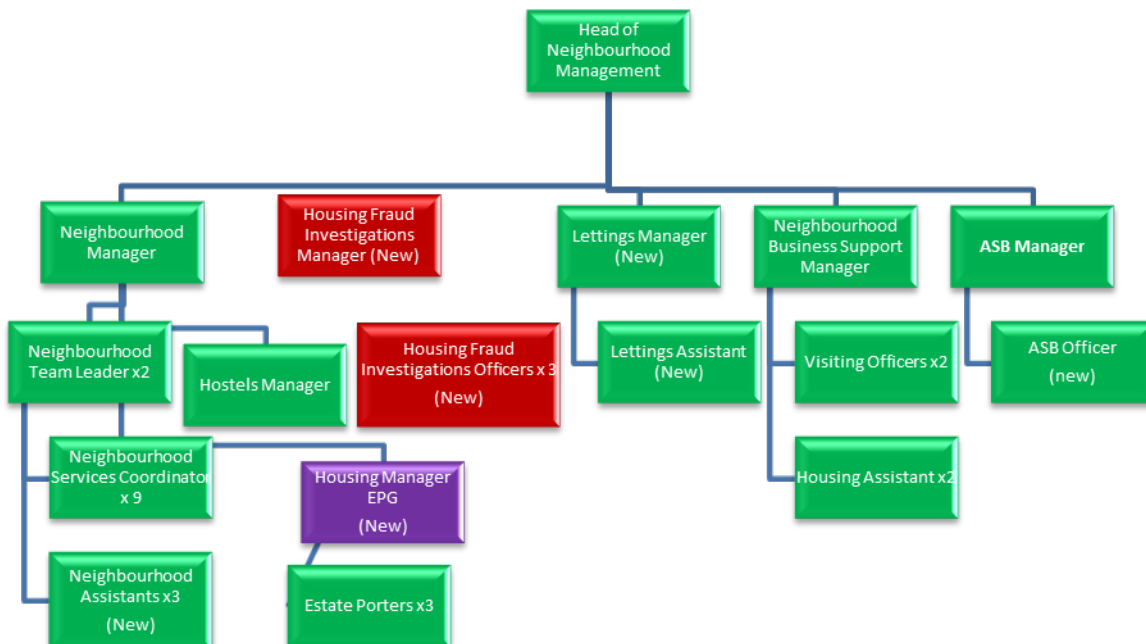 Head of
Neighbourhood
Management
Neighbourhood
Manager
Housing Fraud
Investigations
Manager (New)
Lettings Manager
(New)
Neighbourhood
Business Support
Manager
ASB Manager
Neighbourhood
Team Leader x2
Hostels Manager
Housing Fraud
Investigations Officers x 3
(New)
Lettings Assistant
(New)
Visiting Officers x2
ASB Officer
(new)
Neighbourhood
Services Coordinator
x 9
Housing Manager
EPG
(New)
Housing Assistant x2
Neighbourhood
Assistants x3
(New)
Estate Porters x3